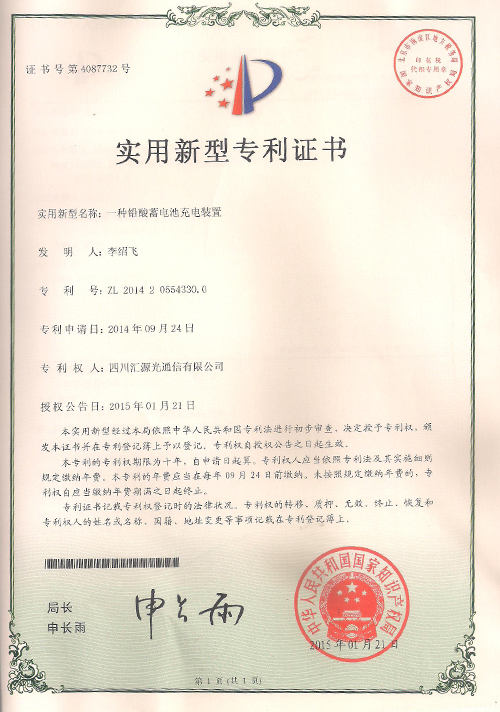 证书号第4087732号
印花税
代扣专用章
国家知识产权局
实用新型专利证书
实用新型名称：一种铅酸蓄电池充电装置
发明人：李绍飞
专利号：ZL 2014 2 0554330.0
专利申请日：2014年09月24日
专利权人：四川汇源光通信有限公司
授权公告日：2015年01月21日
本实用新型经过本局依照中华人民共和国专利法进行初步审查，决定授予专利权，颁
发本证书并在专利登记簿上予以登记。专利权自授权公告之日起生效。
本专利的专利权期限为十年，自申请日起算。专利权人应当依照专利法及其实施细则
规定缴纳年费。本专利的年费应当在每年09月24日前缴纳。未按照规定缴纳年费的，专
利权自应当缴纳年费期满之日起终止。
专利证书记载专利权登记时的法律状况。专利权的转移、质押、无效、终止、恢复和
专利权人的姓名或名称、国籍、地址变更等事项记载在专利登记簿上。
局长
申长雨
申长雨
中华人民共和国国家知识产权局
2015年01月21日
第1页(共1页)